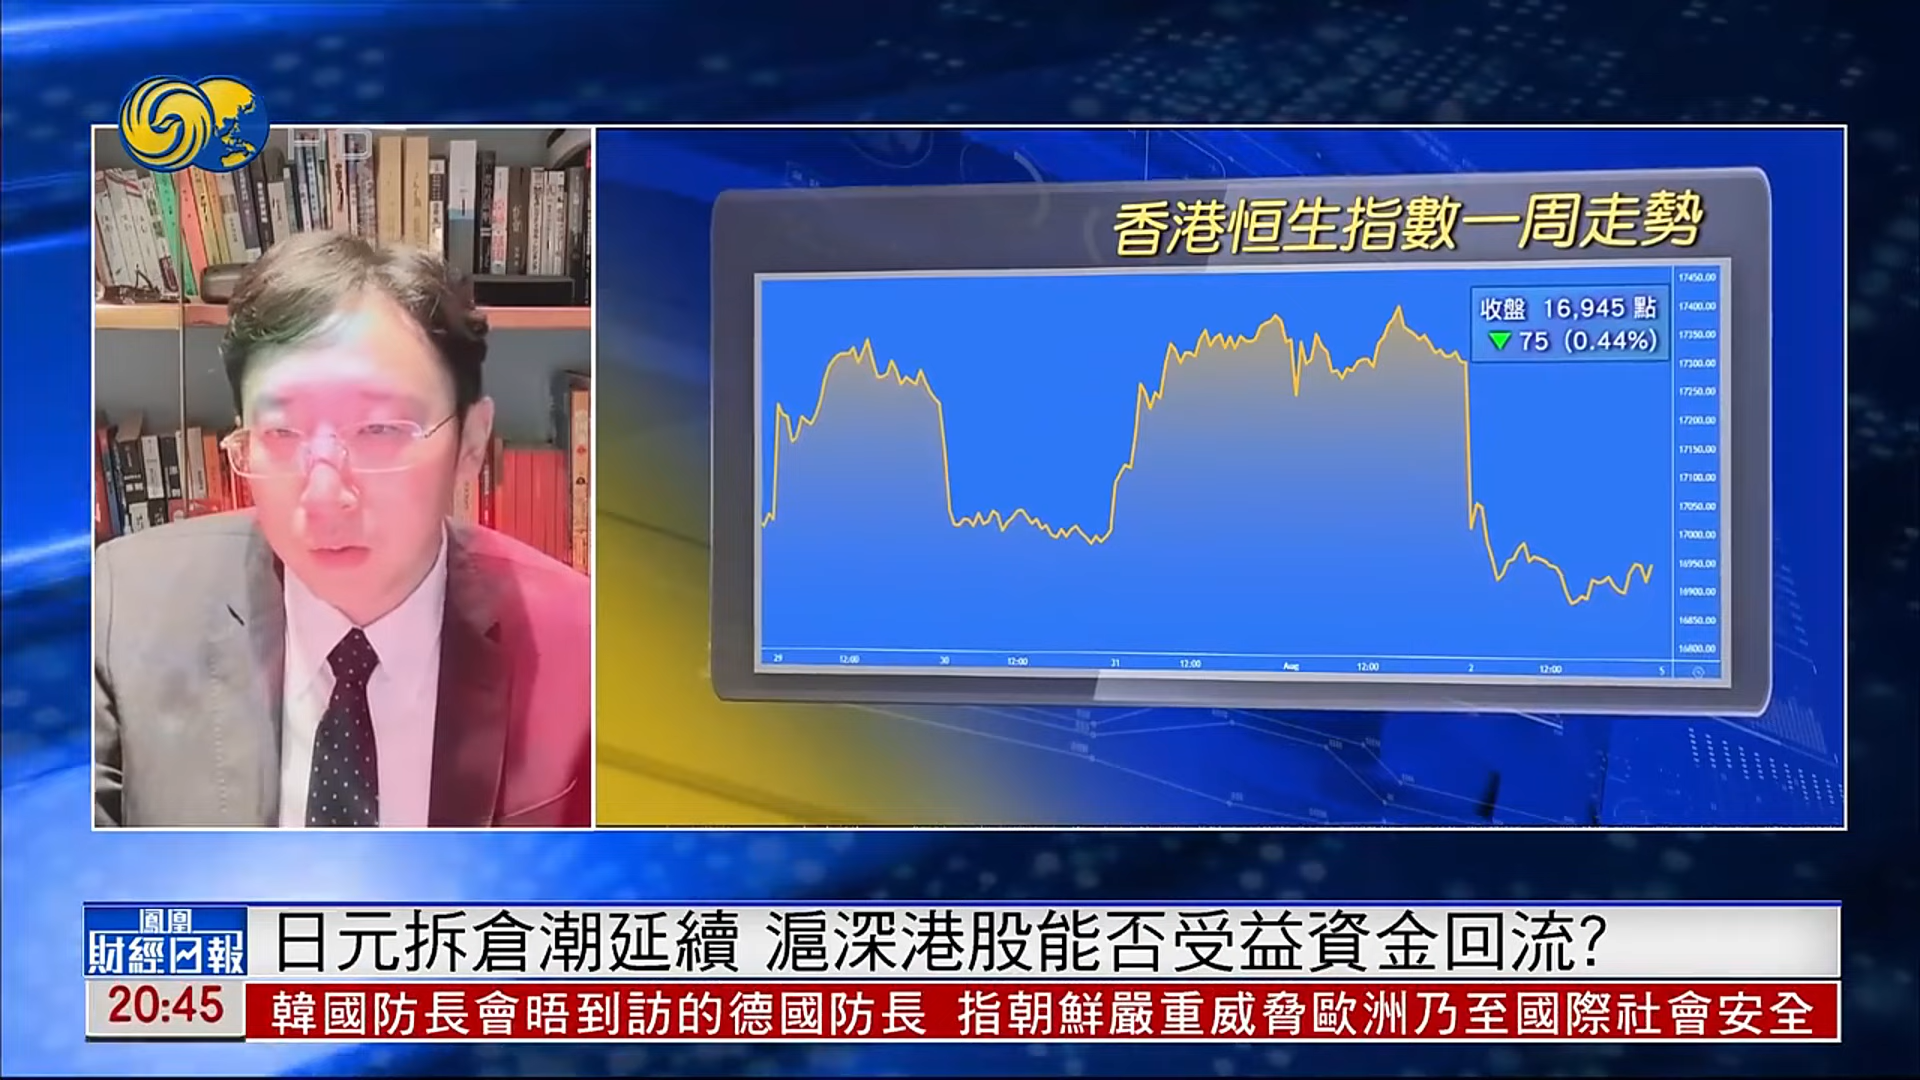 香港恒生指數一周走勢
收盤 16,945 點
▼ 75 (0.44%)
17450.00
17400.00
17350.00
17300.00
17250.00
17200.00
17150.00
17100.00
17050.00
17000.00
16950.00
16900.00
16850.00
16800.00
29 12:00 30 12:00 31 12:00 Aug 12:00 2 12:00 5
鳳凰
財經日報
日元拆倉潮延續 滬深港股能否受益資金回流?
20:45
韓國防長會晤到訪的德國防長 指朝鮮嚴重威脅歐洲乃至國際社會安全